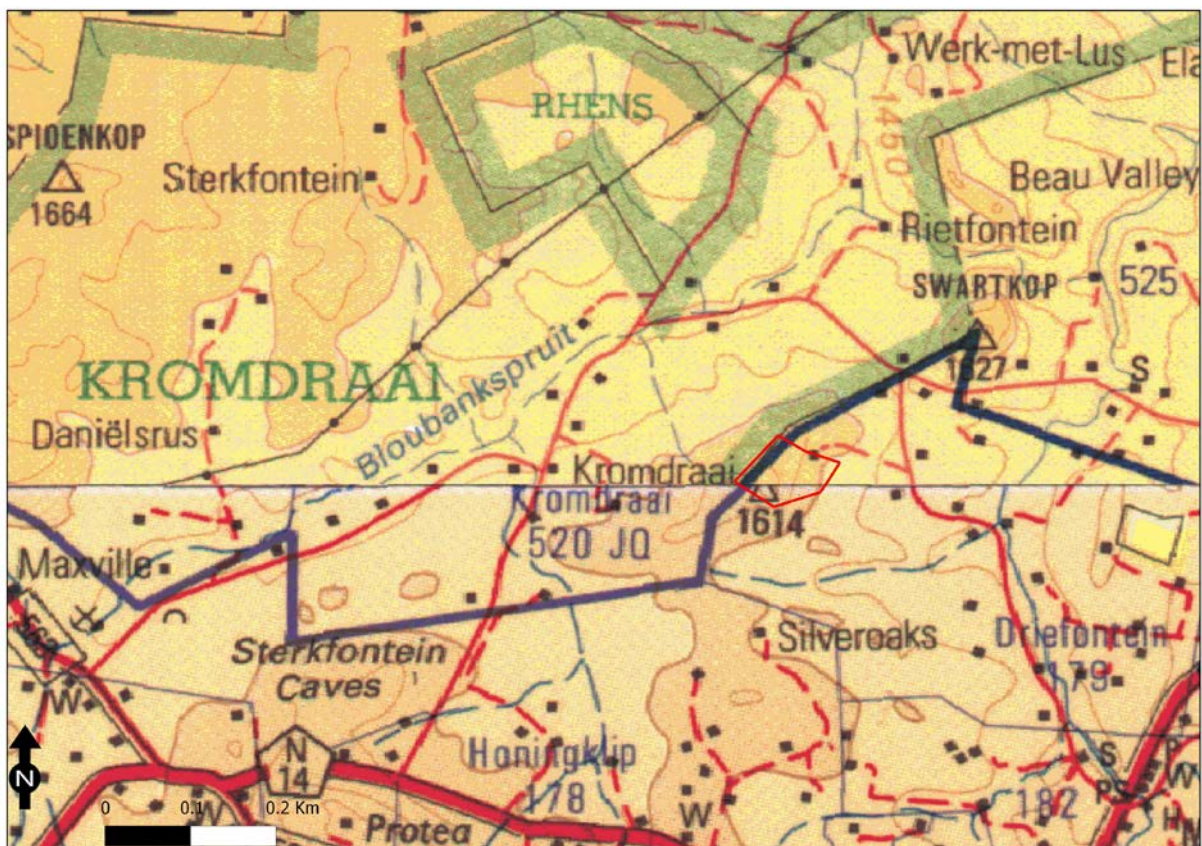 Werk-met-Lus
RHENS
1450
SPIOENKOP
1664
Sterkfontein
Beau Valley
Rietfontein
SWARTKOP
525
1627
S
KROMDRAAI
Bloubankspruit
Daniëlsrus
Kromdraai
Kromdraai
520 JQ
1614
Maxville
Silveroaks
Driefontein
179
Sterkfontein
Caves
W
N
14
Honingklip
178
W
182
S
PS
P
W
H
N
0 0.1 0.2 Km
W
Protea